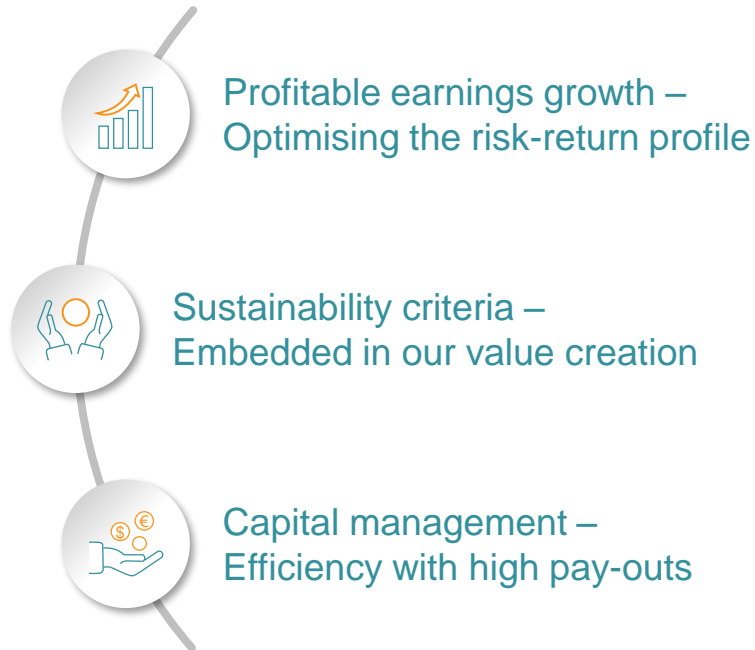 Profitable earnings growth –
Optimising the risk-return profile
Sustainability criteria –
Embedded in our value creation
$ €
Capital management –
Efficiency with high pay-outs